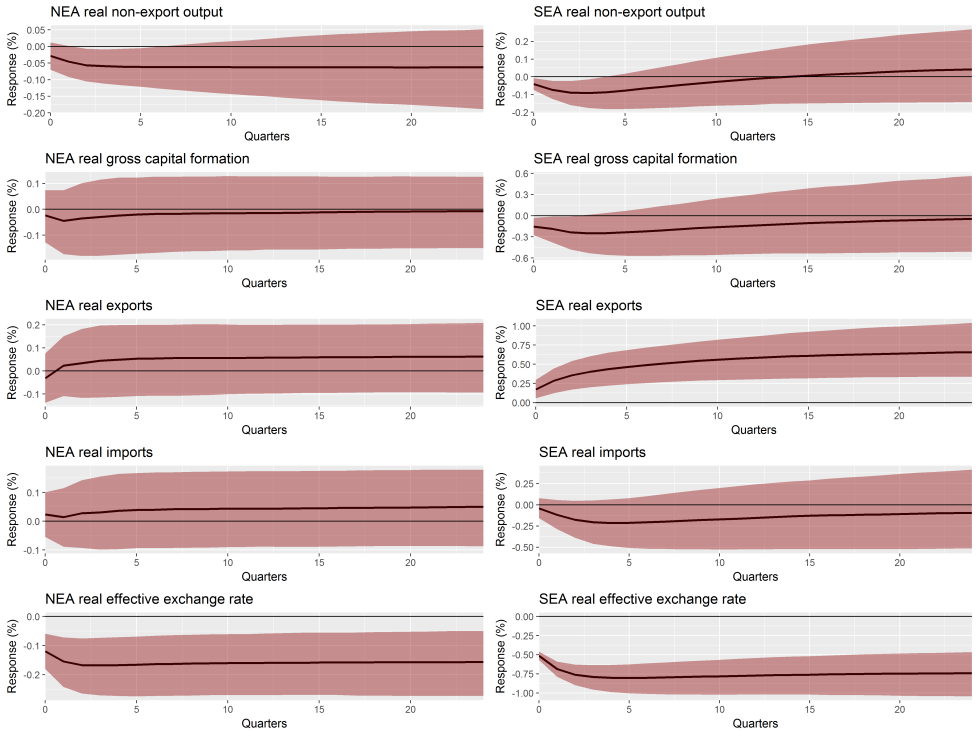 NEA real non-export output
Response (%)
0.05
0.00
-0.05
-0.10
-0.15
-0.20
0 5 10 15 20
Quarters
SEA real non-export output
Response (%)
0.2
0.1
0.0
-0.1
-0.2
0 5 10 15 20
Quarters
NEA real gross capital formation
Response (%)
0.1
0.0
-0.1
0 5 10 15 20
Quarters
SEA real gross capital formation
Response (%)
0.6
0.3
0.0
-0.3
-0.6
0 5 10 15 20
Quarters
NEA real exports
Response (%)
0.2
0.1
0.0
-0.1
0 5 10 15 20
Quarters
SEA real exports
Response (%)
1.00
0.75
0.50
0.25
0.00
0 5 10 15 20
Quarters
NEA real imports
Response (%)
0.1
0.0
-0.1
0 5 10 15 20
Quarters
SEA real imports
Response (%)
0.25
0.00
-0.25
-0.50
0 5 10 15 20
Quarters
NEA real effective exchange rate
Response (%)
0.0
-0.1
-0.2
0 5 10 15 20
Quarters
SEA real effective exchange rate
Response (%)
0.00
-0.25
-0.50
-0.75
-1.00
0 5 10 15 20
Quarters